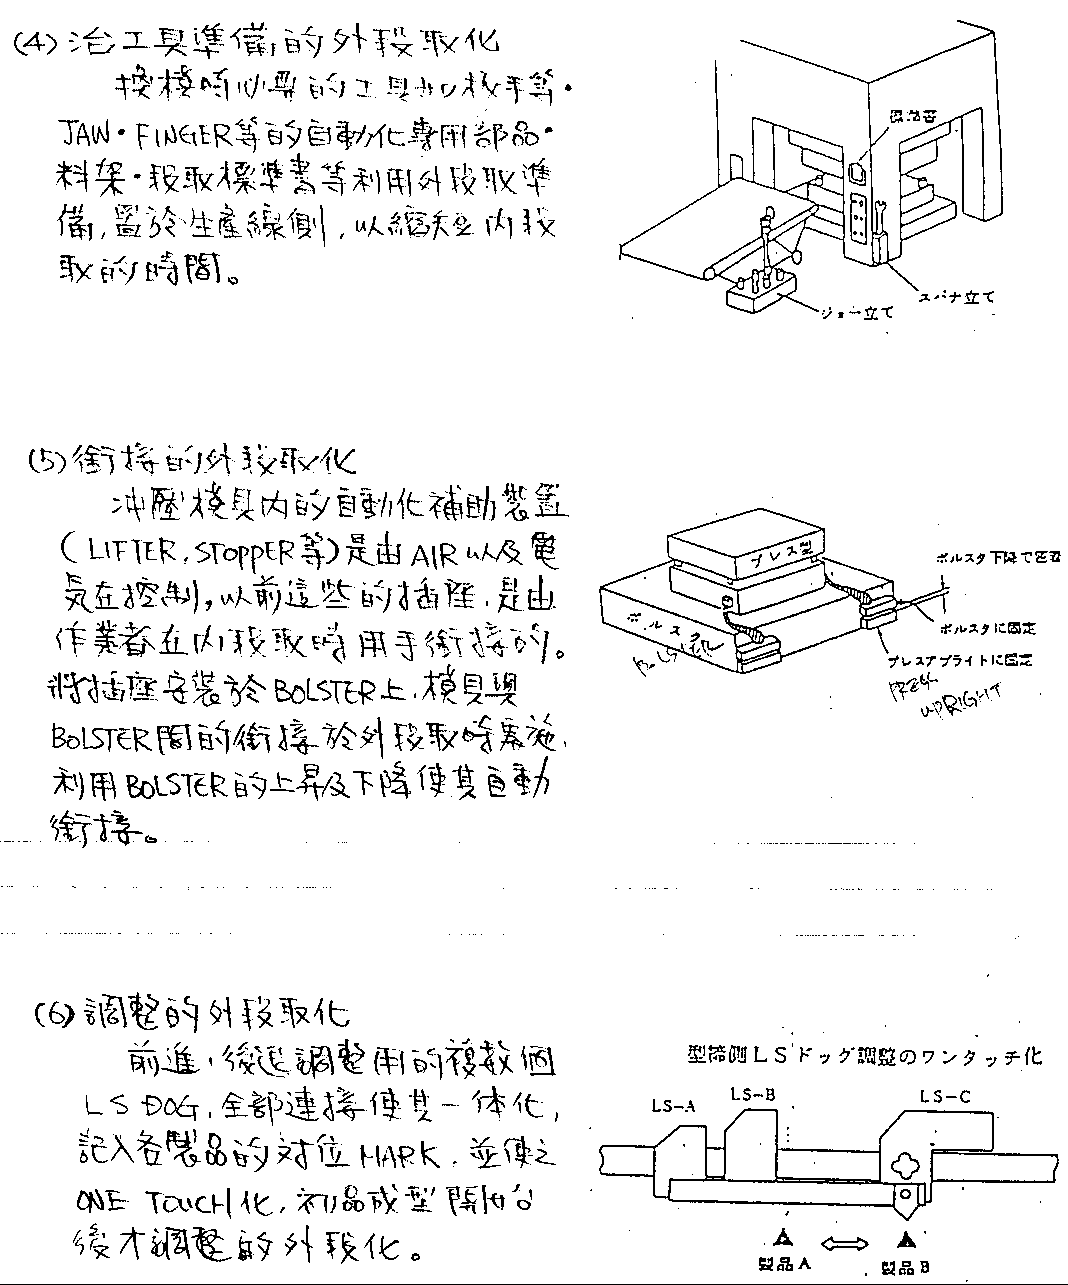 (4) 治工具準備的外段取化
換模時必要的工具如板手等·
JAW·FINGER等的自動化專用部品·
料架·段取標準書等利用外段取準
備,置於生產線側,以縮短內段
取的時間。
スパナ立て
ジョー立て
(5) 銜接的外段取化
冲壓模具內的自動化補助裝置
(LIFTER,STOPPER等)是由AIR以及電
気在控制,以前這些的插座,是由
作業者在內段取時用手銜接的。
將插座安裝於BOLSTER上,模具與
BOLSTER間的銜接於外段取時實施,
利用BOLSTER的上昇及下降使其自動
銜接。
プレス型
ボルスタ
BOLSTER
ボルスタ下降で密着
ボルスタに固定
プレスアプライトに固定
PRESS
UPRIGHT
(6) 調整的外段取化
前進,後退調整用的複数個
LS DOG,全部連接使其一体化,
記入各製品的対位MARK,並使之
ONE TOUCH化,初品成型開始
後才調整的外段化。
型締側LSドッグ調整のワンタッチ化
LS-A
LS-B
LS-C
製品A
製品B